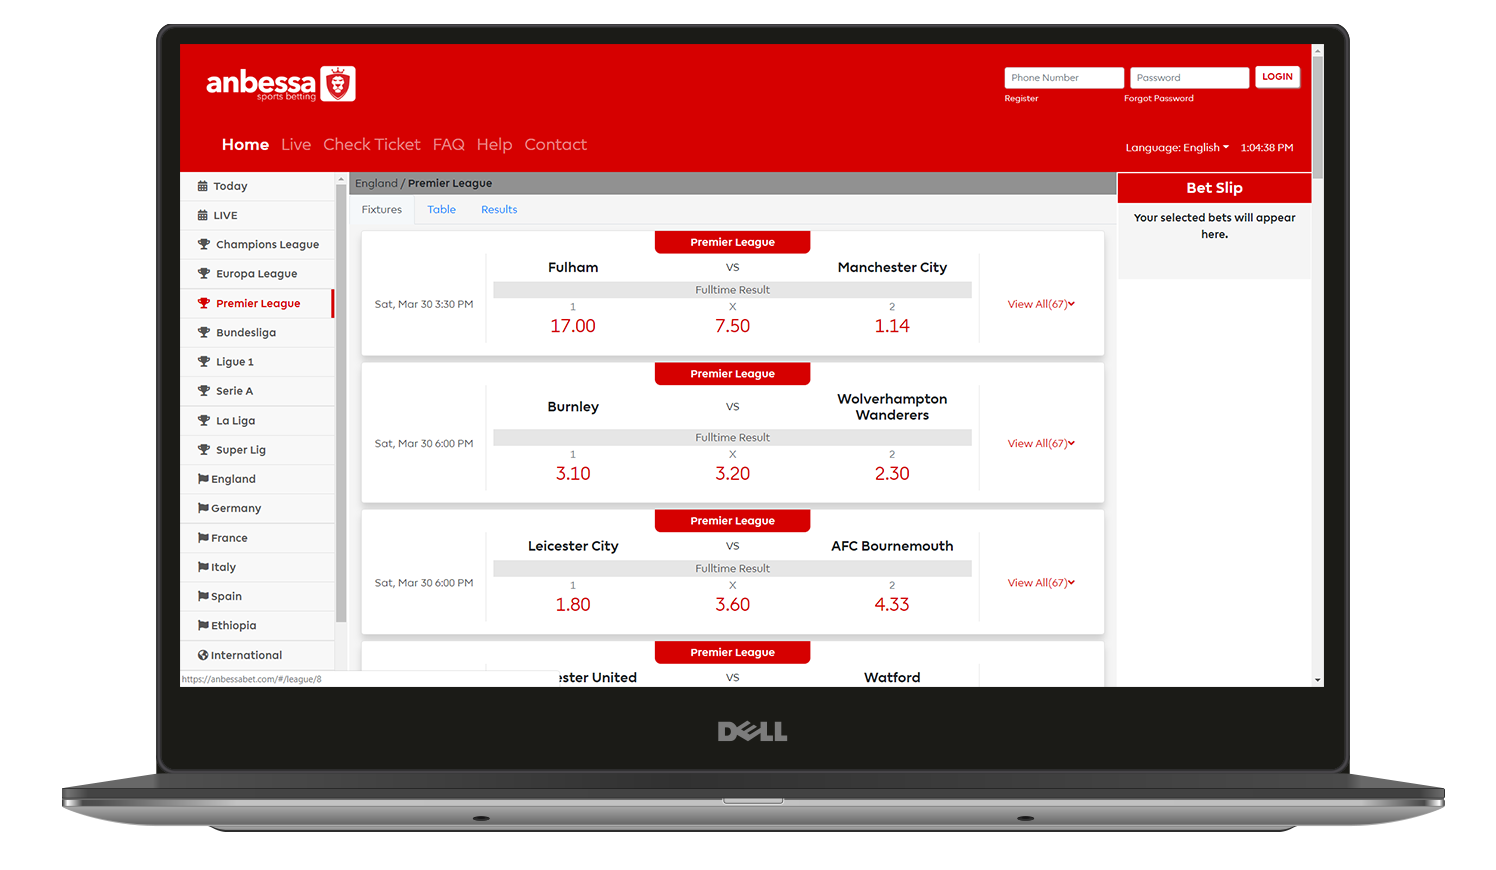 anbessa
sports betting
Phone Number
Password
LOGIN
Register
Forgot Password
Home Live Check Ticket FAQ Help Contact
Language: English
1:04:38 PM
Today
LIVE
Champions League
Europa League
Premier League
Bundesliga
Ligue 1
Serie A
La Liga
Super Lig
England
Germany
France
Italy
Spain
Ethiopia
International
https://anbessabet.com/#/league/8
England / Premier League
Fixtures Table Results
Premier League
Fulham VS Manchester City
Sat, Mar 30 3:30 PM
Fulltime Result
1 X 2
17.00 7.50 1.14
View All(67)
Premier League
Burnley VS Wolverhampton
Wanderers
Sat, Mar 30 6:00 PM
Fulltime Result
1 X 2
3.10 3.20 2.30
View All(67)
Premier League
Leicester City VS AFC Bournemouth
Sat, Mar 30 6:00 PM
Fulltime Result
1 X 2
1.80 3.60 4.33
View All(67)
Premier League
ester United VS Watford
Bet Slip
Your selected bets will appear
here.
DELL